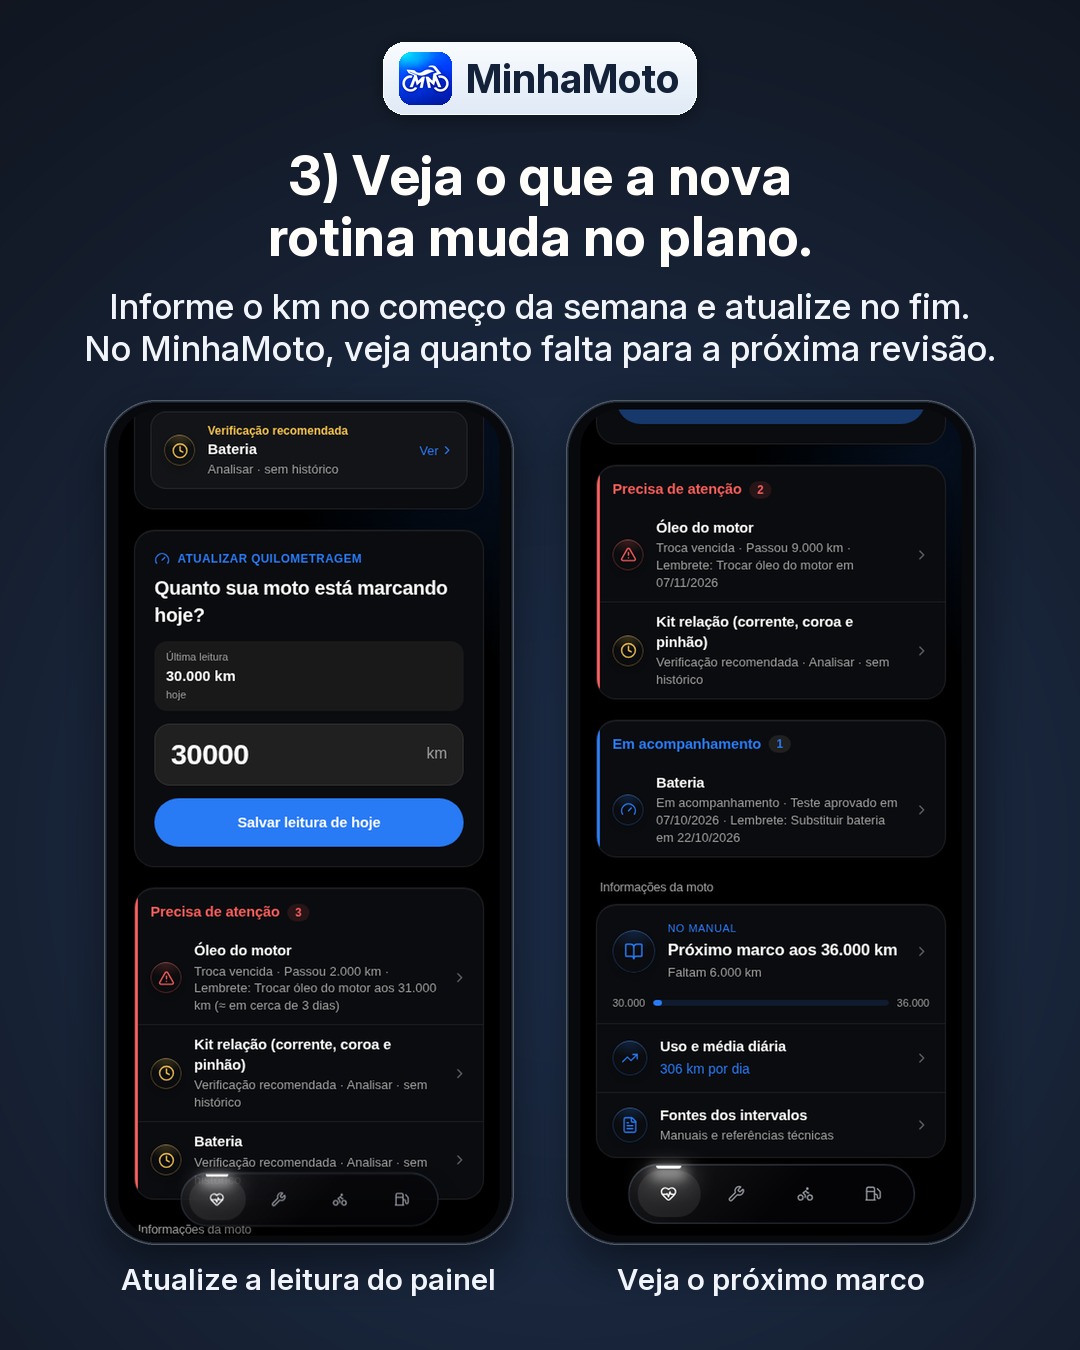 MinhaMoto
3) Veja o que a nova
rotina muda no plano.
Informe o km no começo da semana e atualize no fim.
No MinhaMoto, veja quanto falta para a próxima revisão.
Verificação recomendada
Bateria
Ver
Analisar · sem histórico
ATUALIZAR QUILOMETRAGEM
Quanto sua moto está marcando
hoje?
Última leitura
30.000 km
hoje
30000 km
Salvar leitura de hoje
Precisa de atenção 3
Óleo do motor
Troca vencida · Passou 2.000 km ·
Lembrete: Trocar óleo do motor aos 31.000
km (≈ em cerca de 3 dias)
Kit relação (corrente, coroa e
pinhão)
Verificação recomendada · Analisar · sem
histórico
Bateria
Verificação recomendada · Analisar · sem
Informações da moto
Atualize a leitura do painel
Precisa de atenção 2
Óleo do motor
Troca vencida · Passou 9.000 km ·
Lembrete: Trocar óleo do motor em
07/11/2026
Kit relação (corrente, coroa e
pinhão)
Verificação recomendada · Analisar · sem
histórico
Em acompanhamento 1
Bateria
Em acompanhamento · Teste aprovado em
07/10/2026 · Lembrete: Substituir bateria
em 22/10/2026
Informações da moto
NO MANUAL
Próximo marco aos 36.000 km
Faltam 6.000 km
30.000 36.000
Uso e média diária
306 km por dia
Fontes dos intervalos
Manuais e referências técnicas
Veja o próximo marco